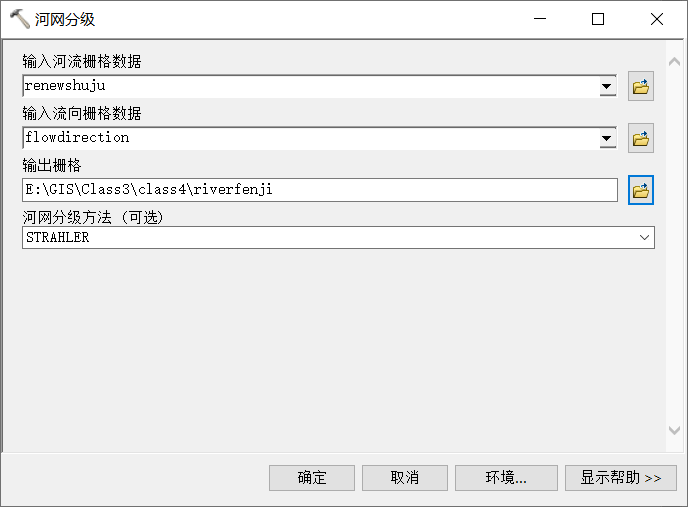 河网分级
输入河流栅格数据
renewshuju
输入流向栅格数据
flowdirection
输出栅格
E:\GIS\Class3\class4\riverfenji
河网分级方法 (可选)
STRAHLER
确定
取消
环境...
显示帮助 >>